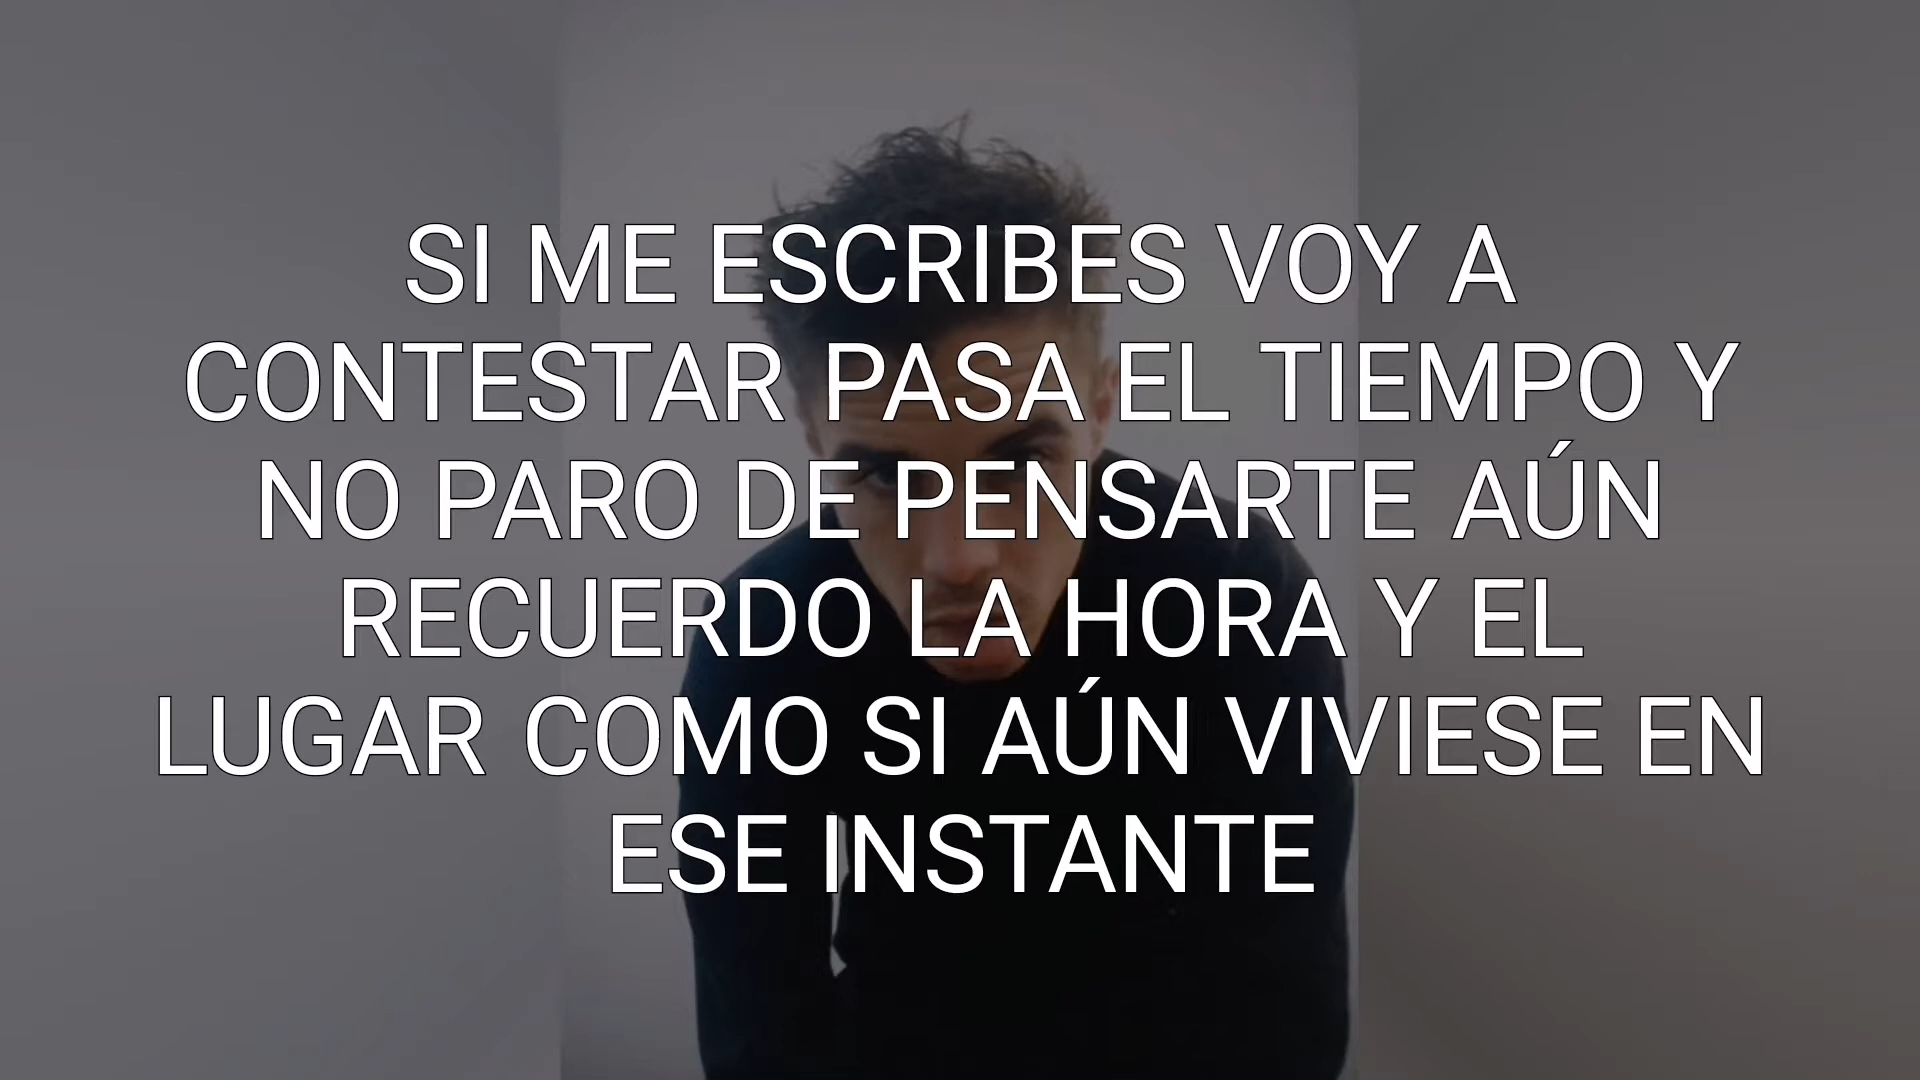 SI ME ESCRIBES VOY A
CONTESTAR PASA EL TIEMPO Y
NO PARO DE PENSARTE AÚN
RECUERDO LA HORA Y EL
LUGAR COMO SI AÚN VIVIESE EN
ESE INSTANTE